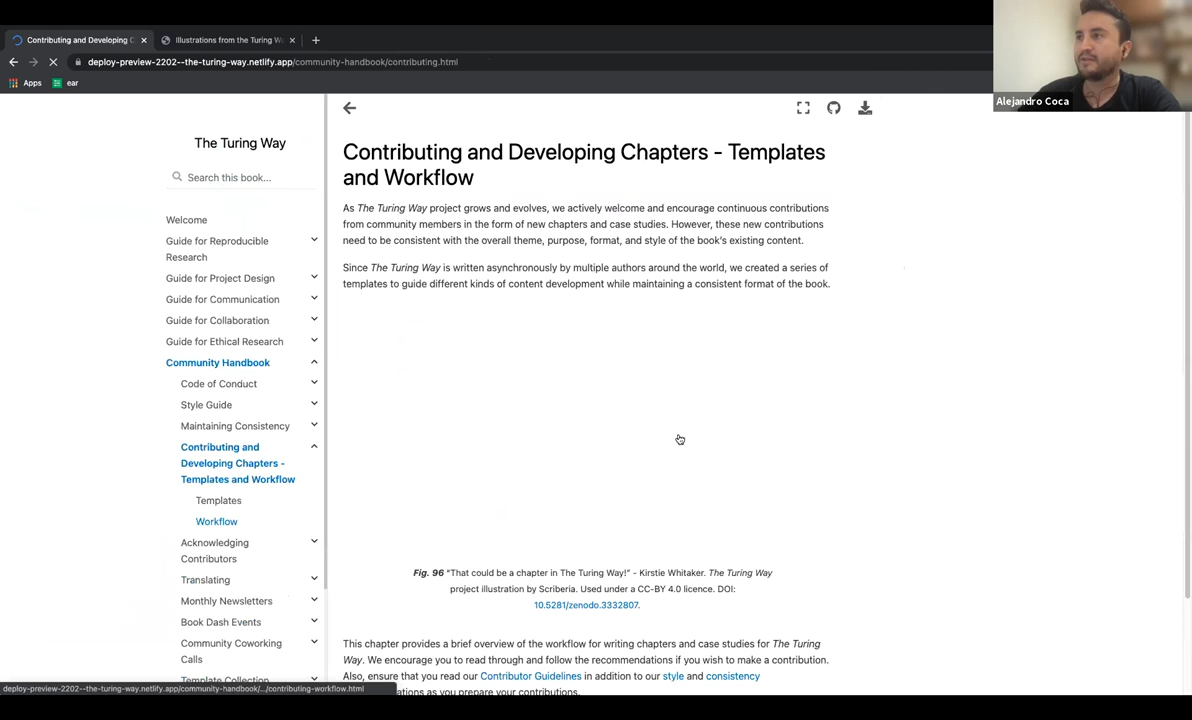 Contributing and Developing C
Illustrations from the Turing W
deploy-preview-2202--the-turing-way.netlify.app/community-handbook/contributing.html
Apps
ear
Alejandro Coca
The Turing Way
Search this book...
Welcome
Guide for Reproducible
Research
Guide for Project Design
Guide for Communication
Guide for Collaboration
Guide for Ethical Research
Community Handbook
Code of Conduct
Style Guide
Maintaining Consistency
Contributing and
Developing Chapters -
Templates and Workflow
Templates
Workflow
Acknowledging
Contributors
Translating
Monthly Newsletters
Book Dash Events
Community Coworking
Calls
Template Collection
deploy-preview-2202--the-turing-way.netlify.app/community-handbook/.../contributing-workflow.html
Contributing and Developing Chapters - Templates
and Workflow
As The Turing Way project grows and evolves, we actively welcome and encourage continuous contributions
from community members in the form of new chapters and case studies. However, these new contributions
need to be consistent with the overall theme, purpose, format, and style of the book's existing content.
Since The Turing Way is written asynchronously by multiple authors around the world, we created a series of
templates to guide different kinds of content development while maintaining a consistent format of the book.
Fig. 96 "That could be a chapter in The Turing Way!" - Kirstie Whitaker. The Turing Way
project illustration by Scriberia. Used under a CC-BY 4.0 licence. DOI:
10.5281/zenodo.3332807.
This chapter provides a brief overview of the workflow for writing chapters and case studies for The Turing
Way. We encourage you to read through and follow the recommendations if you wish to make a contribution.
Also, ensure that you read our Contributor Guidelines in addition to our style and consistency
as you prepare your contributions.